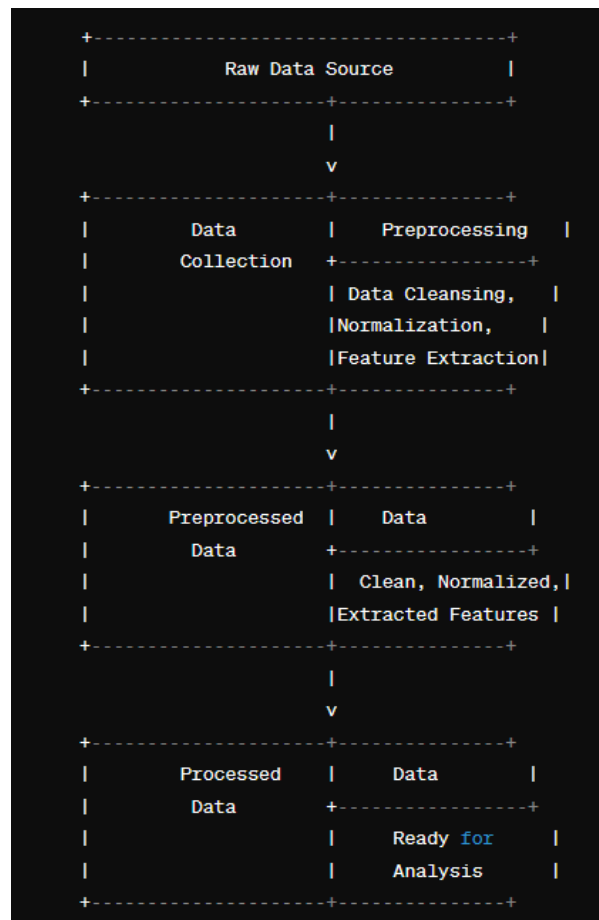 +-------------------------------------+
|            Raw Data Source          |
+---------------------+---------------+
                      |
                      v
+---------------------+---------------+
|         Data        |    Preprocessing   |
|        Collection   +-----------------+
|                     | Data Cleansing,   |
|                     |Normalization,    |
|                     |Feature Extraction|
+---------------------+---------------+
                      |
                      v
+---------------------+---------------+
|       Preprocessed  |    Data         |
|         Data        +-----------------+
|                     |  Clean, Normalized,|
|                     |Extracted Features |
+---------------------+---------------+
                      |
                      v
+---------------------+---------------+
|        Processed    |     Data        |
|         Data        +-----------------+
|                     |     Ready for     |
|                     |     Analysis      |
+---------------------+---------------+